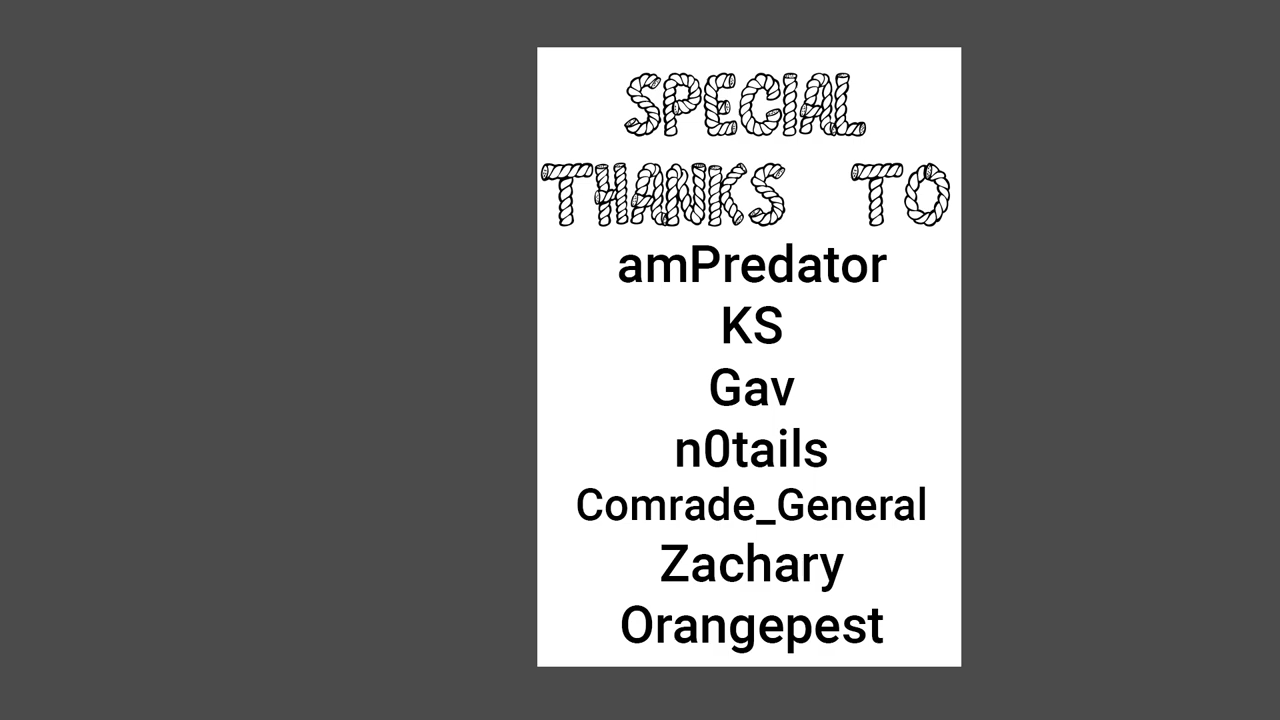 SPECIAL
THANKS TO
amPredator
KS
Gav
n0tails
Comrade_General
Zachary
Orangepest